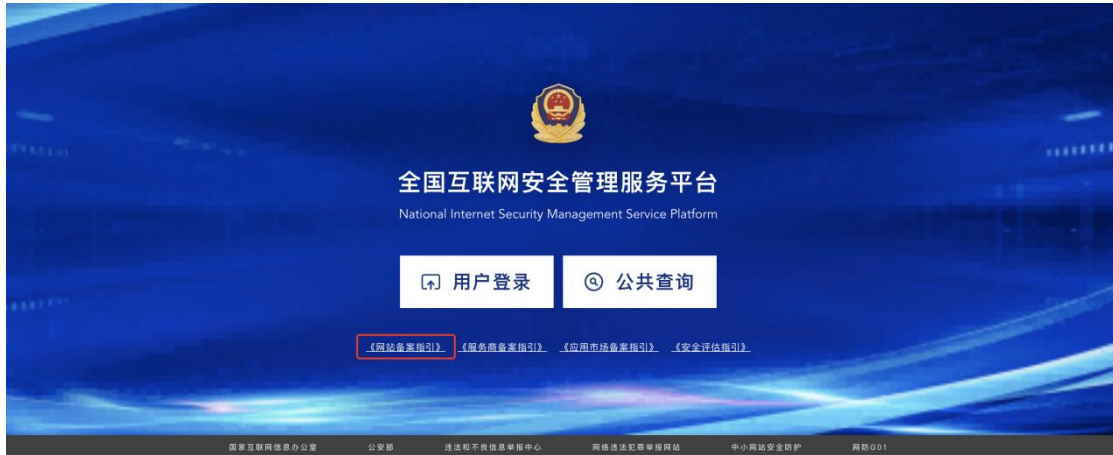 全国互联网安全管理服务平台
National Internet Security Management Service Platform
用户登录 公共查询
《网站备案指引》 《服务商备案指引》 《应用市场备案指引》 《安全评估指引》
国家互联网信息办公室 公安部 违法和不良信息举报中心 网络违法犯罪举报网站 中小网站安全防护 网防G01